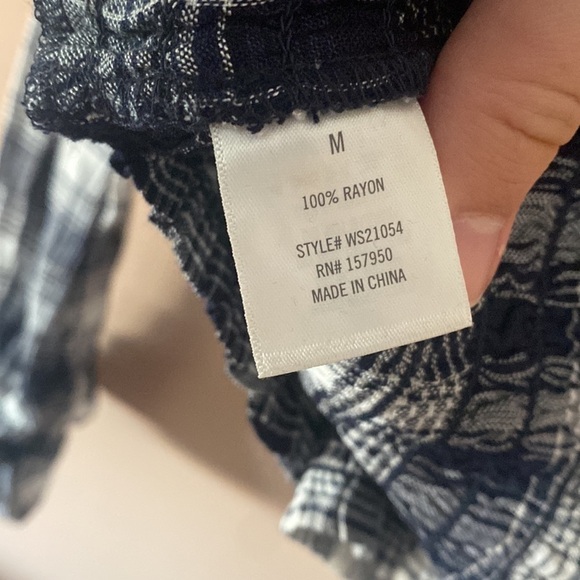 M
100% RAYON
STYLE# WS21054
RN# 157950
MADE IN CHINA